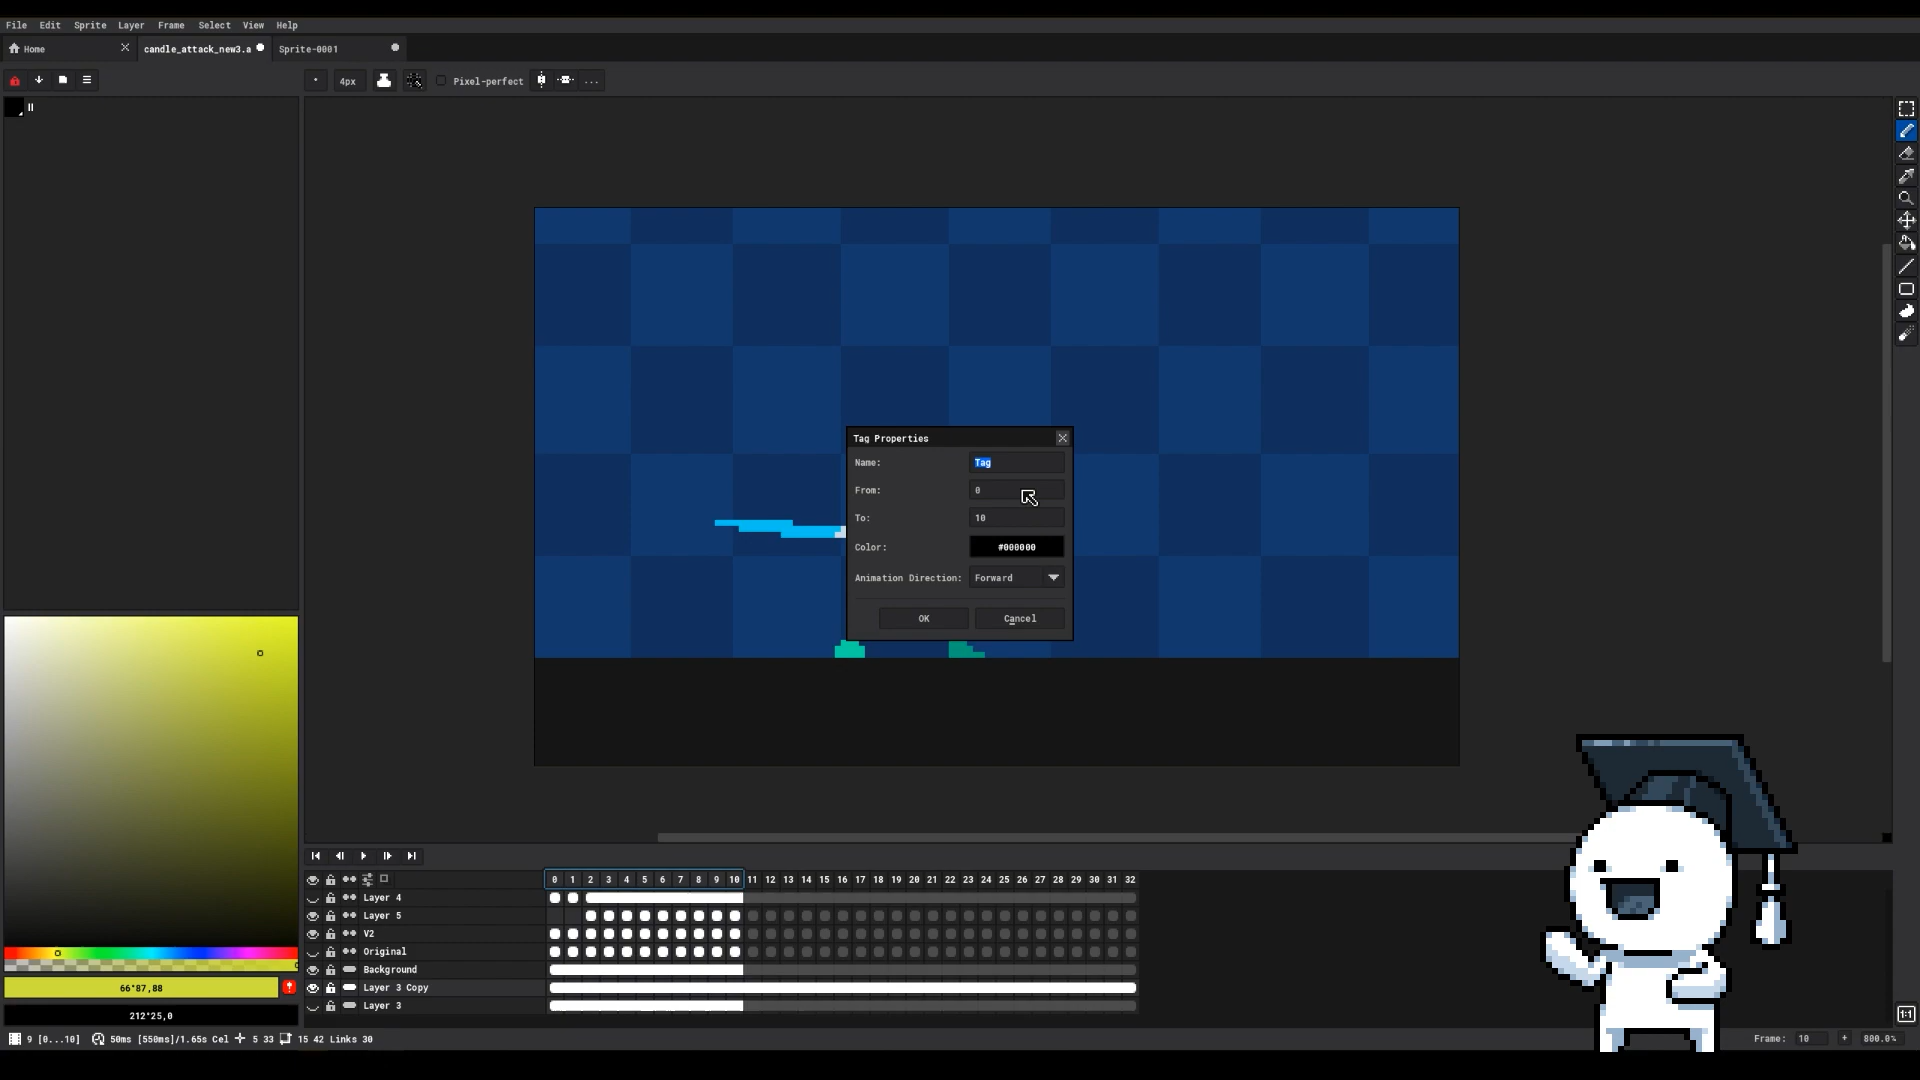 File Edit Sprite Layer Frame Select View Help
Home candle_attack_new3.a Sprite-0001
4px Pixel-perfect ...
Tag Properties
Name: Tag
From: 0
To: 10
Color: #000000
Animation Direction: Forward
OK Cancel
0 1 2 3 4 5 6 7 8 9 10 11 12 13 14 15 16 17 18 19 20 21 22 23 24 25 26 27 28 29 30 31 32
Layer 4
Layer 5
V2
Original
Background
Layer 3 Copy
Layer 3
66°87,88
212°25,0
9 [0...10] 50ms [550ms]/1.65s Cel 5 33 15 42 Links 30
Frame: 10 + 800.0%
1:1